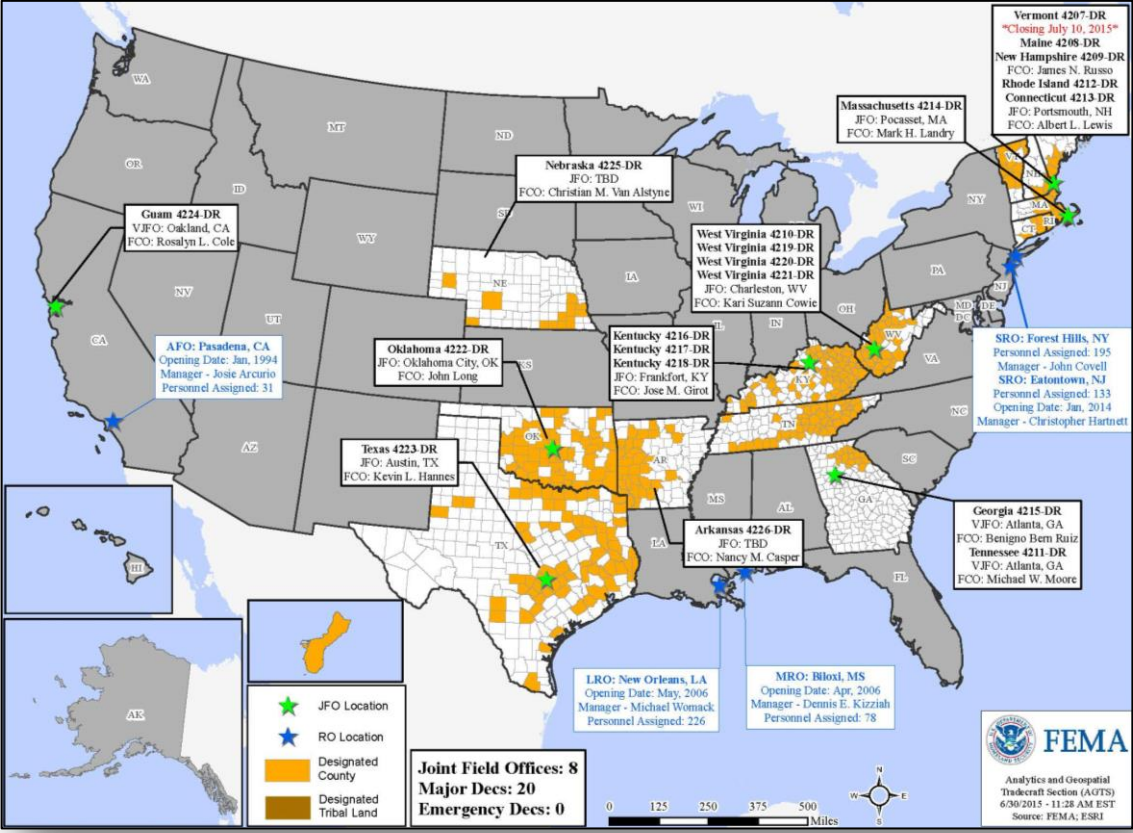 Vermont 4207-DR
*Closing July 10, 2015*
Maine 4208-DR
New Hampshire 4209-DR
FCO: James N. Russo
Rhode Island 4212-DR
Connecticut 4213-DR
JFO: Portsmouth, NH
FCO: Albert L. Lewis
Massachusetts 4214-DR
JFO: Pocasset, MA
FCO: Mark H. Landry
Nebraska 4225-DR
JFO: TBD
FCO: Christian M. Van Alstyne
Guam 4224-DR
VJFO: Oakland, CA
FCO: Rosalyn L. Cole
West Virginia 4210-DR
West Virginia 4219-DR
West Virginia 4220-DR
West Virginia 4221-DR
JFO: Charleston, WV
FCO: Kari Suzann Cowie
AFO: Pasadena, CA
Opening Date: Jan, 1994
Manager - Josie Arcurio
Personnel Assigned: 31
Oklahoma 4222-DR
JFO: Oklahoma City, OK
FCO: John Long
Kentucky 4216-DR
Kentucky 4217-DR
Kentucky 4218-DR
JFO: Frankfort, KY
FCO: Jose M. Girot
SRO: Forest Hills, NY
Personnel Assigned: 195
Manager - John Covell
SRO: Eatontown, NJ
Personnel Assigned: 133
Opening Date: Jan, 2014
Manager - Christopher Hartnett
Texas 4223-DR
JFO: Austin, TX
FCO: Kevin L. Hannes
Arkansas 4226-DR
JFO: TBD
FCO: Nancy M. Casper
Georgia 4215-DR
VJFO: Atlanta, GA
FCO: Benigno Bern Ruiz
Tennessee 4211-DR
VJFO: Atlanta, GA
FCO: Michael W. Moore
LRO: New Orleans, LA
Opening Date: May, 2006
Manager - Michael Womack
Personnel Assigned: 226
MRO: Biloxi, MS
Opening Date: Apr, 2006
Manager - Dennis E. Kizziah
Personnel Assigned: 78
WA
MT
ND
OR
ID
WY
SD
WI
NY
VT
NH
MA
CT
RI
NE
IA
PA
NJ
NV
UT
CA
KS
IL
IN
OH
WV
MD
DE
DC
VA
KY
AZ
OK
AR
TN
NC
SC
MS
AL
GA
TX
LA
FL
HI
AK
JFO Location
RO Location
Designated
County
Designated
Tribal Land
Joint Field Offices: 8
Major Decs: 20
Emergency Decs: 0
N
W
E
S
0 125 250 375 500
Miles
FEMA
Analytics and Geospatial
Tradecraft Section (AGTS)
6/30/2015 - 11:28 AM EST
Source: FEMA; ESRI